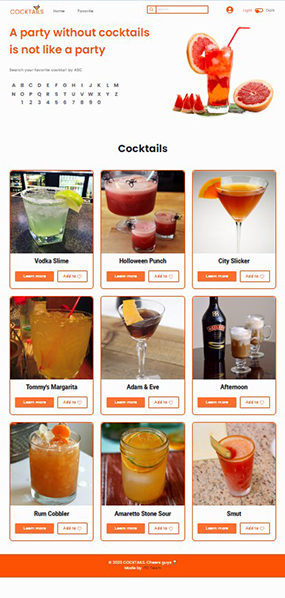 COCKTAILS
Home
Favorite
Light
Dark
A party without cocktails
is not like a party
Search your favorite cocktail by ABC
A B C D E F G H I J K L M
N O P Q R S T U V W X Y Z
1 2 3 4 5 6 7 8 9 0
Cocktails
Vodka Slime
Holloween Punch
City Slicker
Learn more Add to
Learn more Add to
Learn more Add to
Tommy's Margarita
Adam & Eve
Afternoon
Learn more Add to
Learn more Add to
Learn more Add to
Rum Cobbler
Amaretto Stone Sour
Smut
Learn more Add to
Learn more Add to
Learn more Add to
COCKTAILS. Cheers guys
Made by